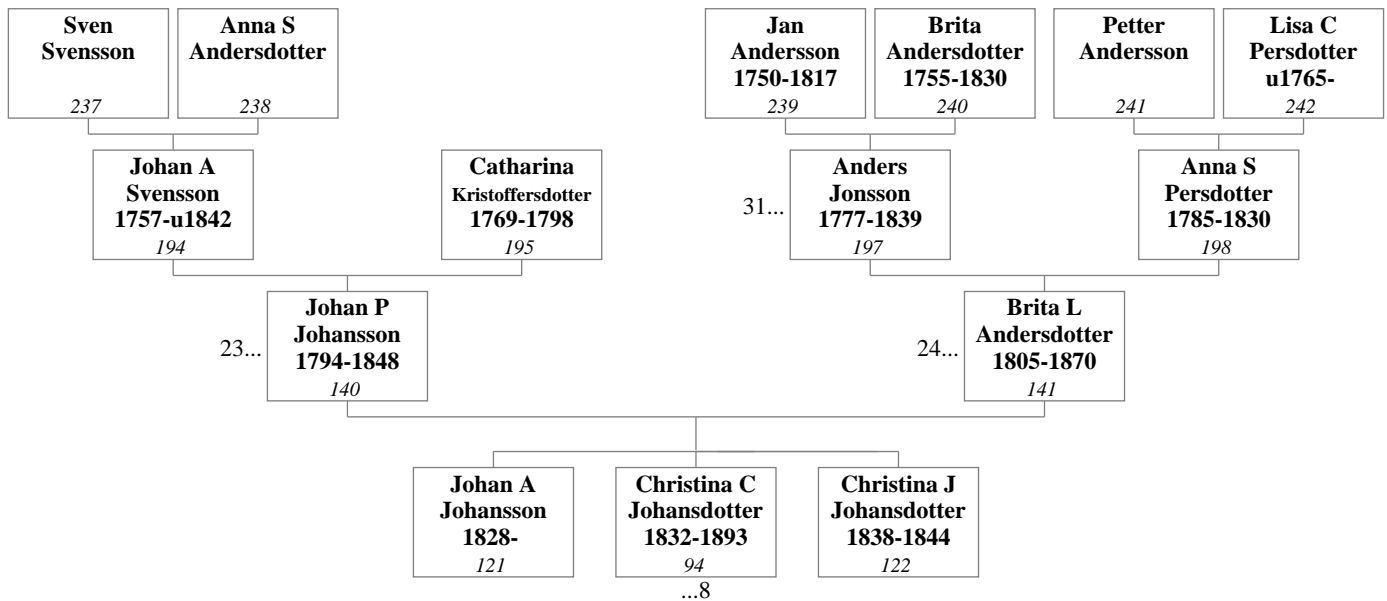 Sven
Svensson
237
Anna S
Andersdotter
238
Jan
Andersson
1750-1817
239
Brita
Andersdotter
1755-1830
240
Petter
Andersson
241
Lisa C
Persdotter
u1765-
242
Johan A
Svensson
1757-u1842
194
Catharina
Kristoffersdotter
1769-1798
195
31...
Anders
Jonsson
1777-1839
197
Anna S
Persdotter
1785-1830
198
23...
Johan P
Johansson
1794-1848
140
24...
Brita L
Andersdotter
1805-1870
141
Johan A
Johansson
1828-
121
Christina C
Johansdotter
1832-1893
94
...8
Christina J
Johansdotter
1838-1844
122